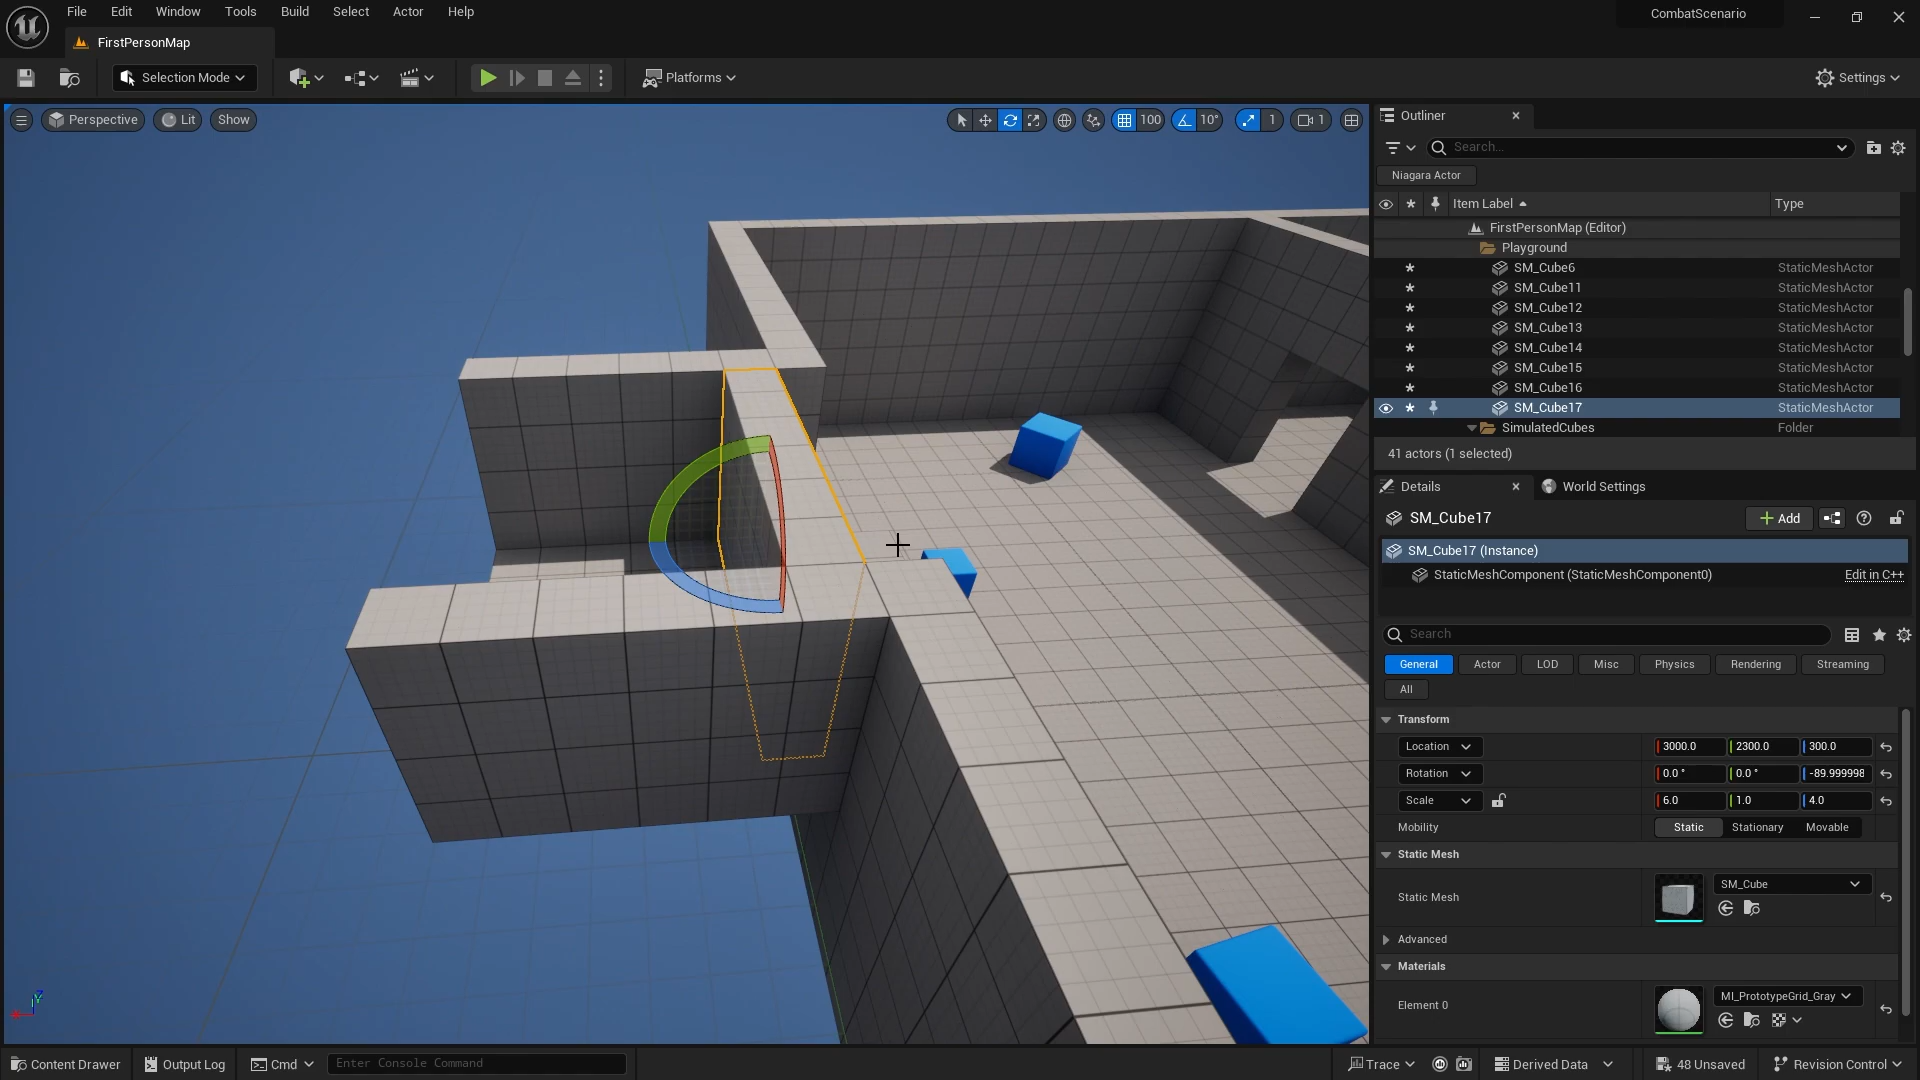 File Edit Window Tools Build Select Actor Help
CombatScenario
FirstPersonMap
Selection Mode
Platforms
Settings
Perspective Lit Show
100 10° 1 1
Outliner
Search...
Niagara Actor
Item Label Type
FirstPersonMap (Editor)
Playground
SM_Cube6 StaticMeshActor
SM_Cube11 StaticMeshActor
SM_Cube12 StaticMeshActor
SM_Cube13 StaticMeshActor
SM_Cube14 StaticMeshActor
SM_Cube15 StaticMeshActor
SM_Cube16 StaticMeshActor
SM_Cube17 StaticMeshActor
SimulatedCubes Folder
41 actors (1 selected)
Details World Settings
SM_Cube17 + Add
SM_Cube17 (Instance)
StaticMeshComponent (StaticMeshComponent0) Edit in C++
Search
General Actor LOD Misc Physics Rendering Streaming
All
Transform
Location 3000.0 2300.0 300.0
Rotation 0.0 ° 0.0 ° -89.999998
Scale 6.0 1.0 4.0
Mobility Static Stationary Movable
Static Mesh
Static Mesh SM_Cube
Advanced
Materials
Element 0 MI_PrototypeGrid_Gray
Content Drawer Output Log Cmd Enter Console Command Trace Derived Data 48 Unsaved Revision Control